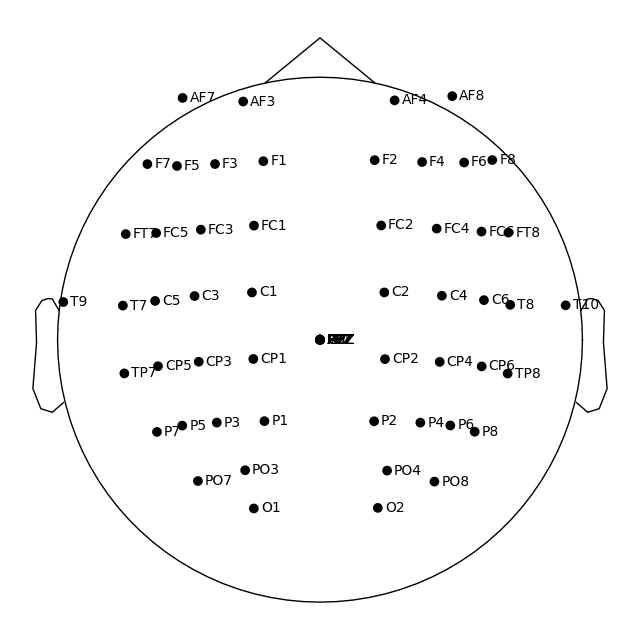 AF7 AF3 AF4 AF8
F7 F5 F3 F1 F2 F4 F6 F8
FT7 FC5 FC3 FC1 FC2 FC4 FC6 FT8
T9 T7 C5 C3 C1 C2 C4 C6 T8 T10
TP7 CP5 CP3 CP1 CP2 CP4 CP6 TP8
P7 P5 P3 P1 P2 P4 P6 P8
PO7 PO3 PO4 PO8
O1 O2